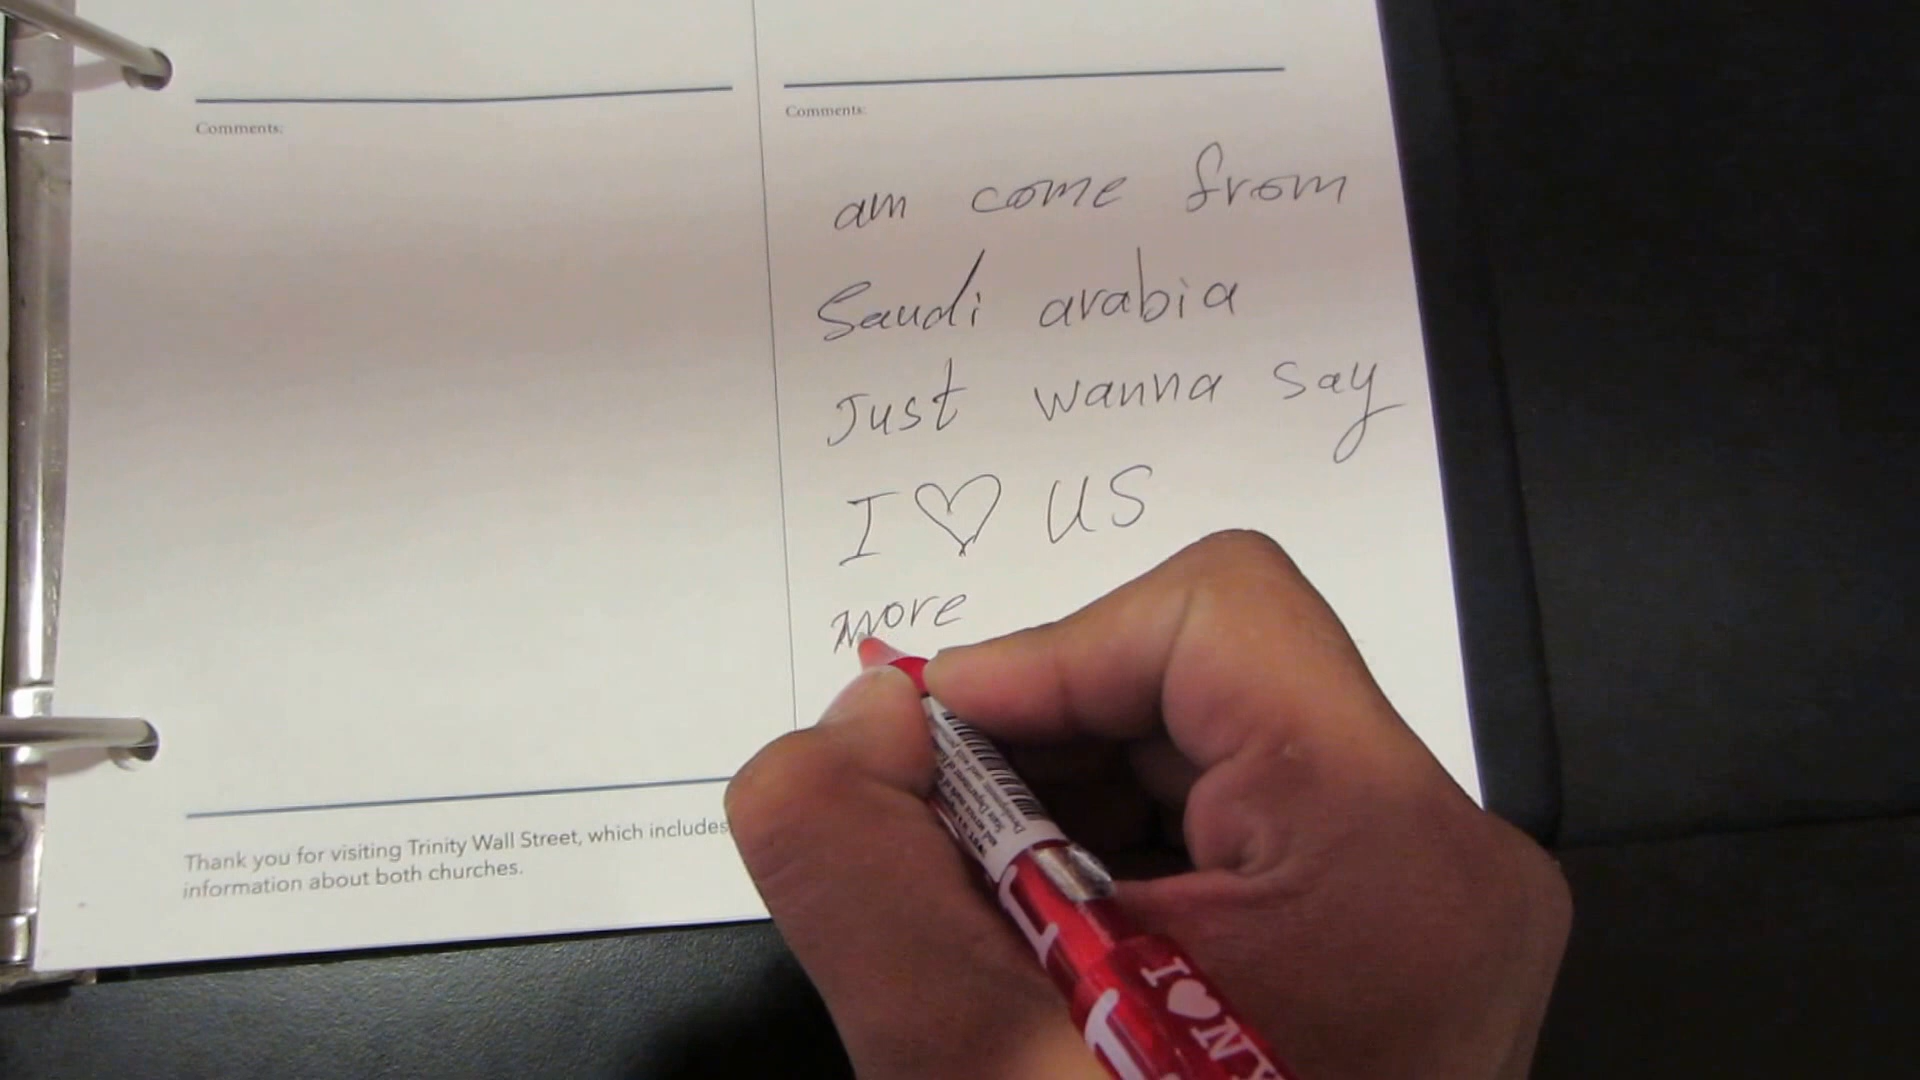 Comments:
Comments:
am come from
Saudi arabia
Just wanna say
I ♡ US
more
Thank you for visiting Trinity Wall Street, which includes
information about both churches.
I ♥ NY